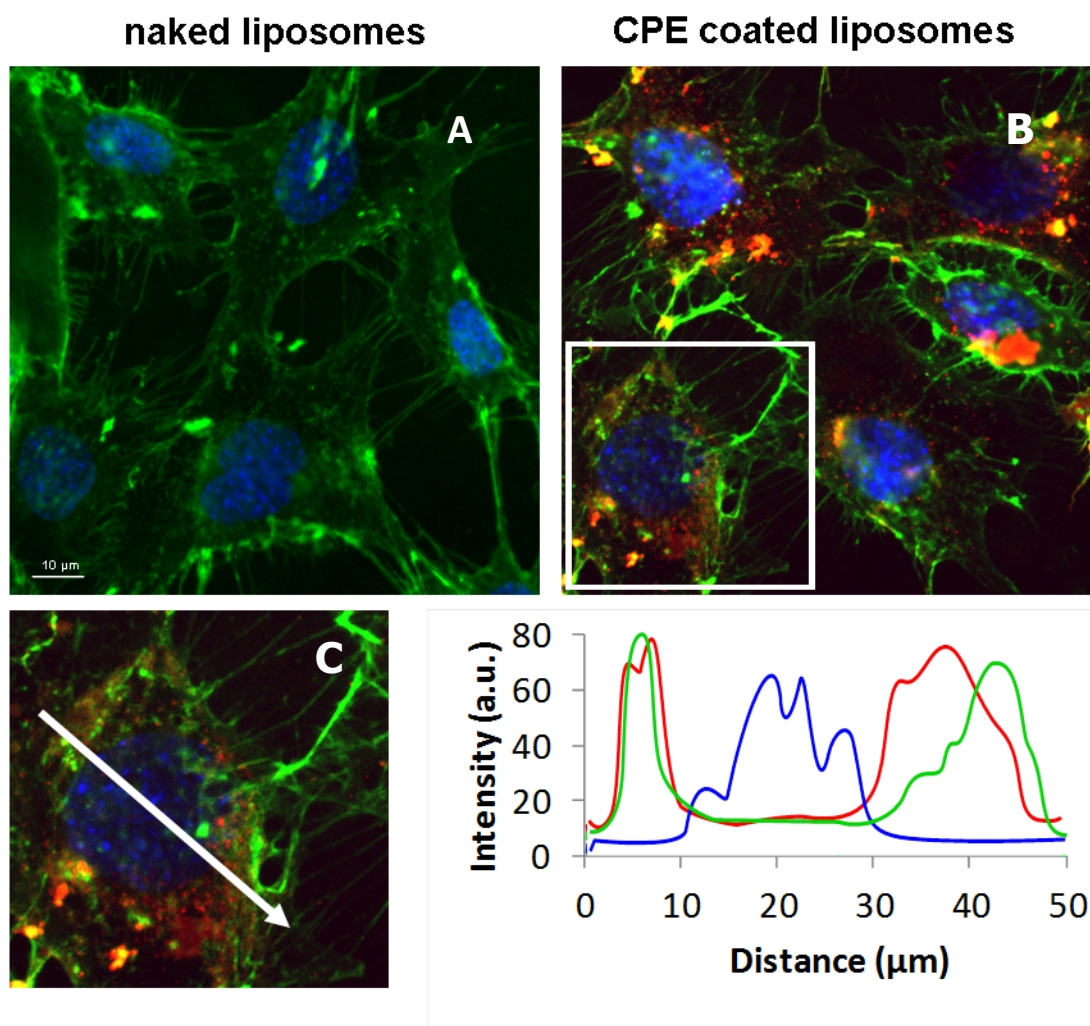 naked liposomes
CPE coated liposomes
A
B
10 μm
C
Intensity (a.u.)
80
60
40
20
0
0 10 20 30 40 50
Distance (μm)